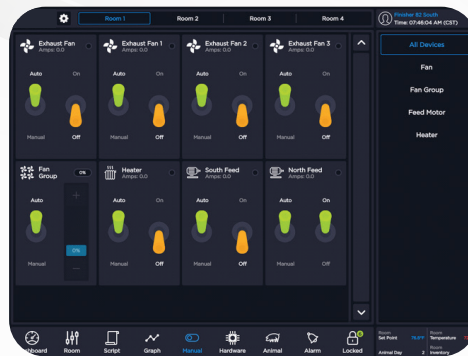 Room 1
Room 2
Room 3
Room 4
Finisher B2 South
Time: 07:46:04 AM (CST)
Exhaust Fan
Amps: 0.0
Exhaust Fan 1
Amps: 0.0
Exhaust Fan 2
Amps: 0.0
Exhaust Fan 3
Amps: 0.0
Auto On
Auto On
Auto On
Auto On
Manual Off
Manual Off
Manual Off
Manual Off
Fan
Group
0%
Heater
Amps: 0.0
South Feed
Amps: 0.0
North Feed
Amps: 0.0
Auto
+
Auto On
Auto On
Auto On
0%
Manual
−
Manual Off
Manual Off
Manual Off
All Devices
Fan
Fan Group
Feed Motor
Heater
hboard
Room
Script
Graph
Manual
Hardware
Animal
Alarm
Locked
Room
Set Point
Room
Temperature
Animal Day 2
Room
Inventory